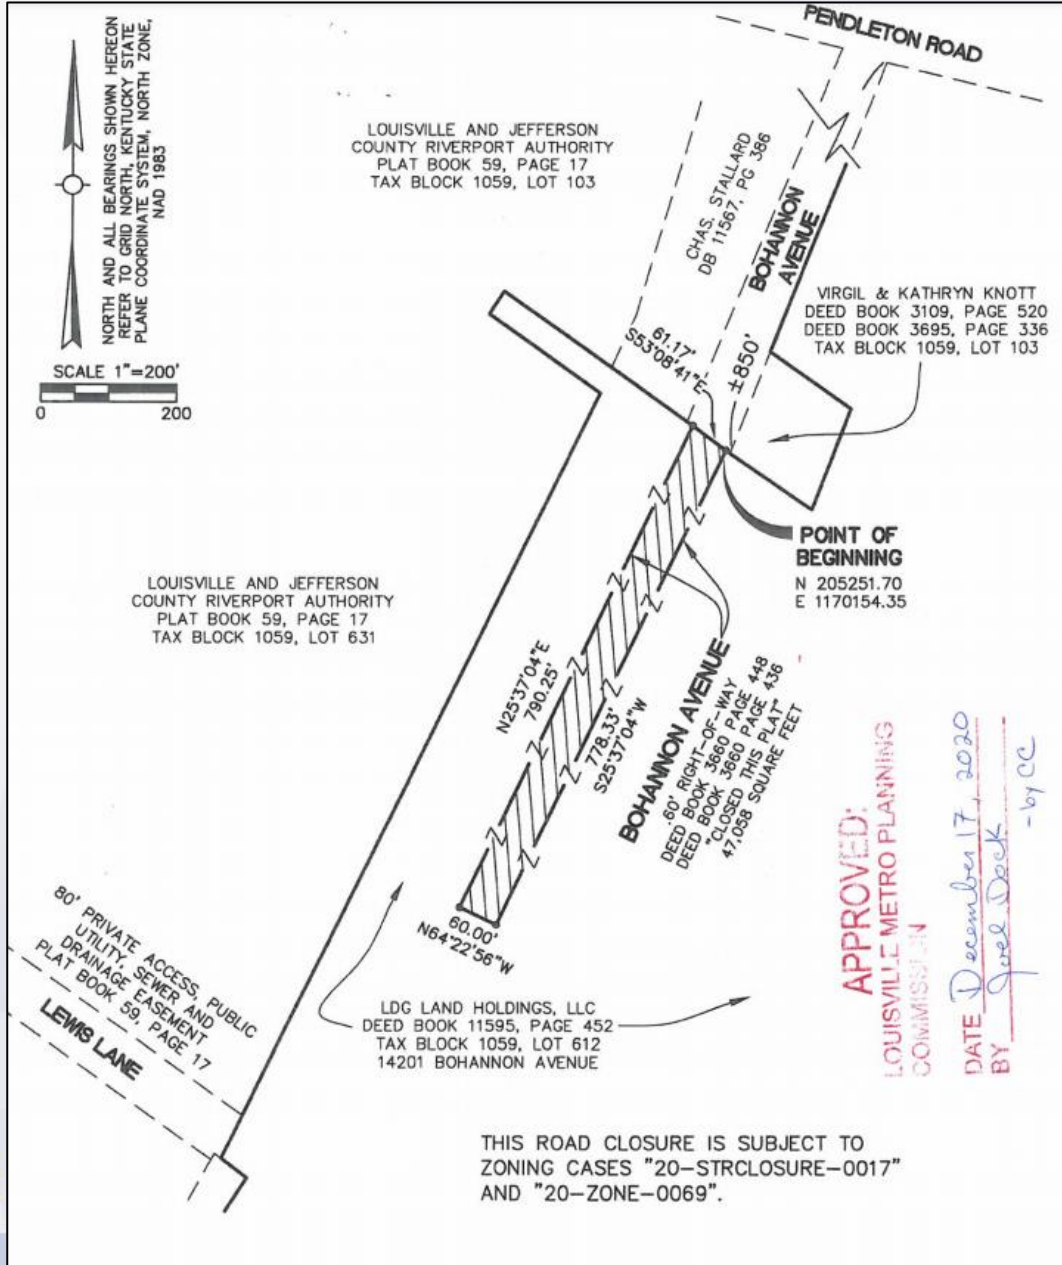 PENDLETON ROAD
NORTH AND ALL BEARINGS SHOWN HEREON
REFER TO GRID NORTH, KENTUCKY STATE
PLANE COORDINATE SYSTEM, NORTH ZONE,
NAD 1983
SCALE 1"=200'
0 200
LOUISVILLE AND JEFFERSON
COUNTY RIVERPORT AUTHORITY
PLAT BOOK 59, PAGE 17
TAX BLOCK 1059, LOT 103
CHAS. STALLARD
DB 11567, PG 386
BOHANNON
AVENUE
VIRGIL & KATHRYN KNOTT
DEED BOOK 3109, PAGE 520
DEED BOOK 3695, PAGE 336
TAX BLOCK 1059, LOT 103
61.17'
S53°08'41"E
±850'
POINT OF
BEGINNING
N 205251.70
E 1170154.35
LOUISVILLE AND JEFFERSON
COUNTY RIVERPORT AUTHORITY
PLAT BOOK 59, PAGE 17
TAX BLOCK 1059, LOT 631
N25°37'04"E
790.25'
778.33'
S25°37'04"W
BOHANNON AVENUE
60' RIGHT-OF-WAY
DEED BOOK 3660 PAGE 448
DEED BOOK 3660 PAGE 436
"CLOSED THIS PLAT"
47,058 SQUARE FEET
60.00'
N64°22'56"W
80' PRIVATE ACCESS, PUBLIC
UTILITY, SEWER AND
DRAINAGE EASEMENT
PLAT BOOK 59, PAGE 17
LEWIS LANE
LDG LAND HOLDINGS, LLC
DEED BOOK 11595, PAGE 452
TAX BLOCK 1059, LOT 612
14201 BOHANNON AVENUE
APPROVED:
LOUISVILLE METRO PLANNING
COMMISSION
DATE December 17, 2020
BY Joel Dock
- by CC
THIS ROAD CLOSURE IS SUBJECT TO
ZONING CASES "20-STRCLOSURE-0017"
AND "20-ZONE-0069".